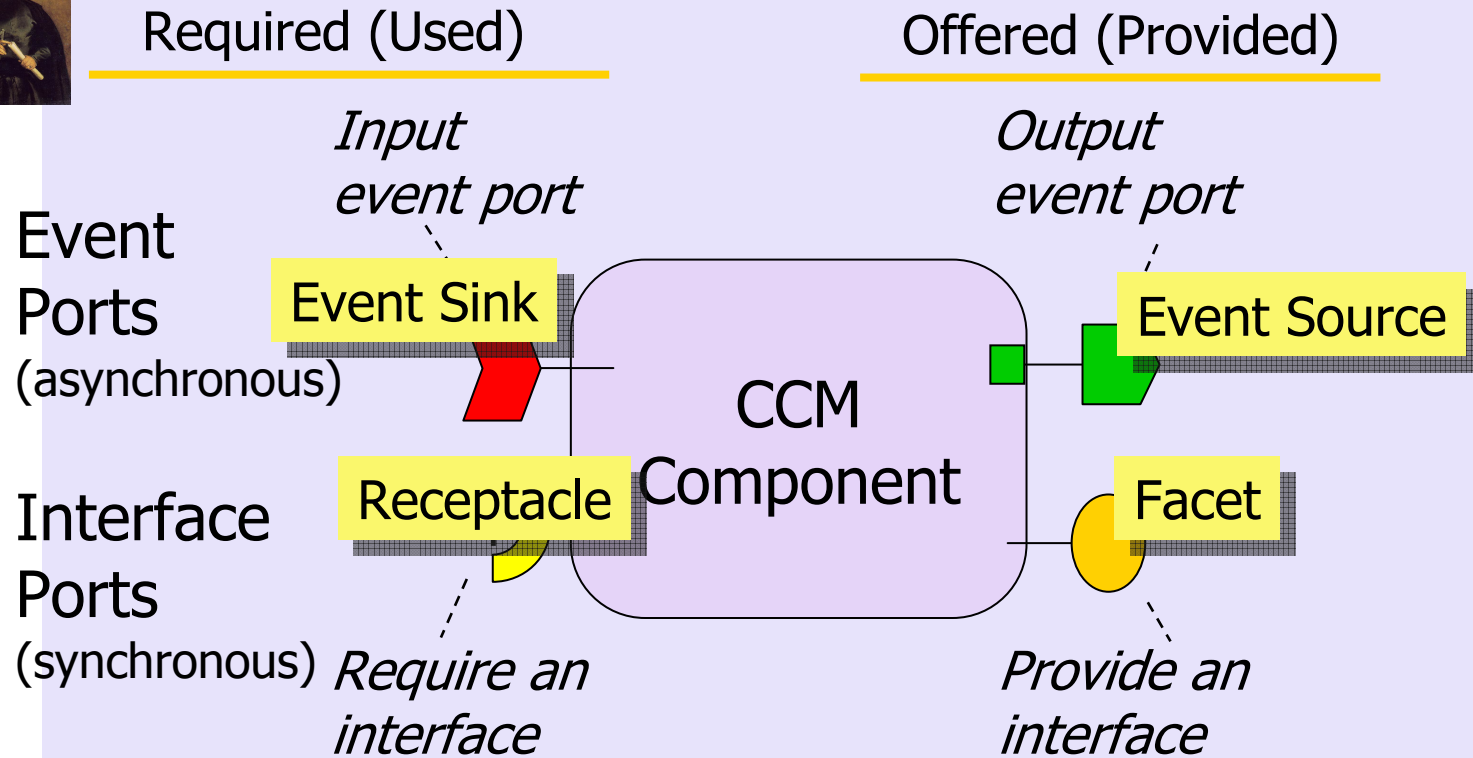 Required (Used)
Offered (Provided)
Input
event port
Output
event port
Event
Ports
(asynchronous)
Event Sink
Event Source
CCM
Component
Interface
Ports
(synchronous)
Receptacle
Facet
Require an
interface
Provide an
interface